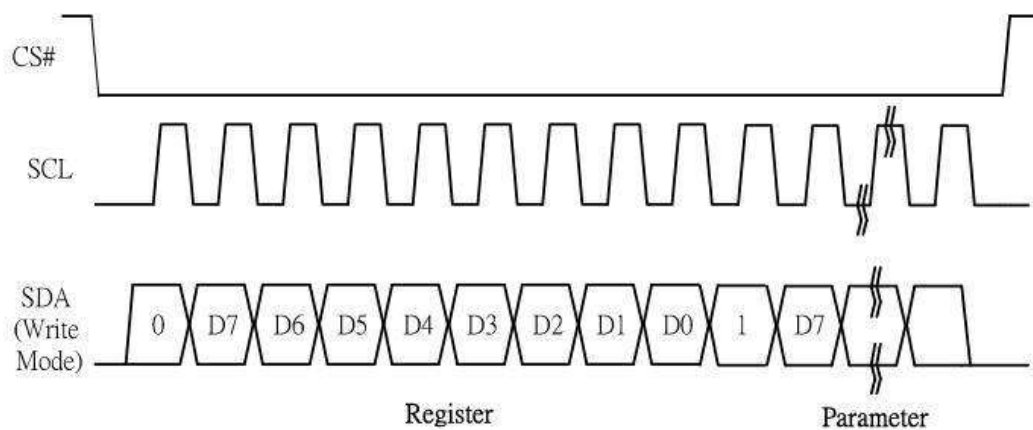 CS#
SCL
SDA
(Write
Mode)
0 D7 D6 D5 D4 D3 D2 D1 D0 1 D7
Register Parameter